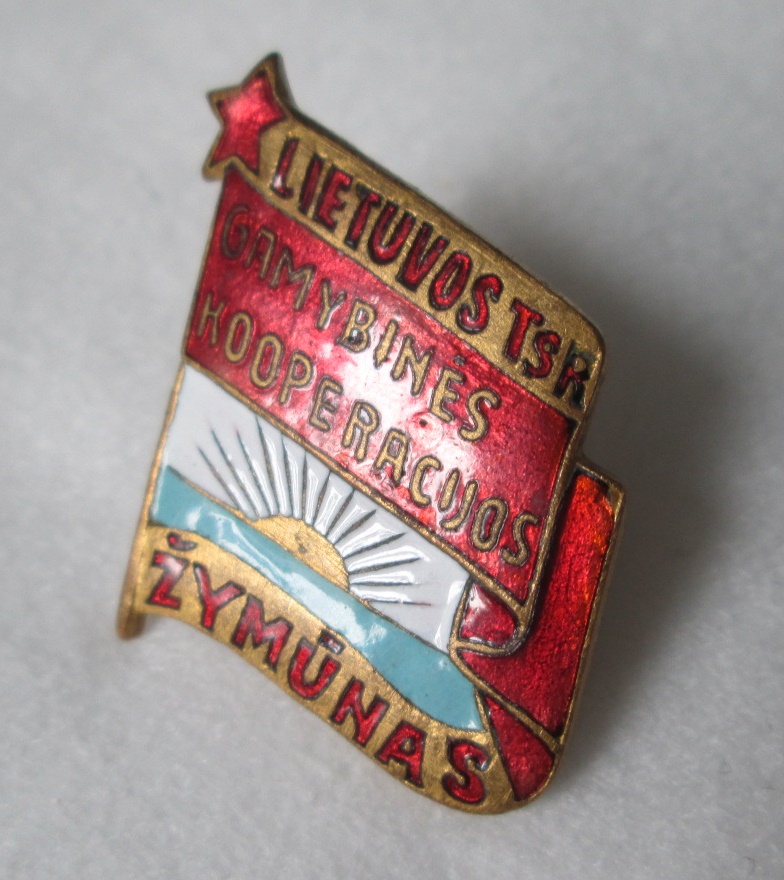 LIETUVOS TSR
GAMYBINĖS
KOOPERACIJOS
ŽYMŪNAS